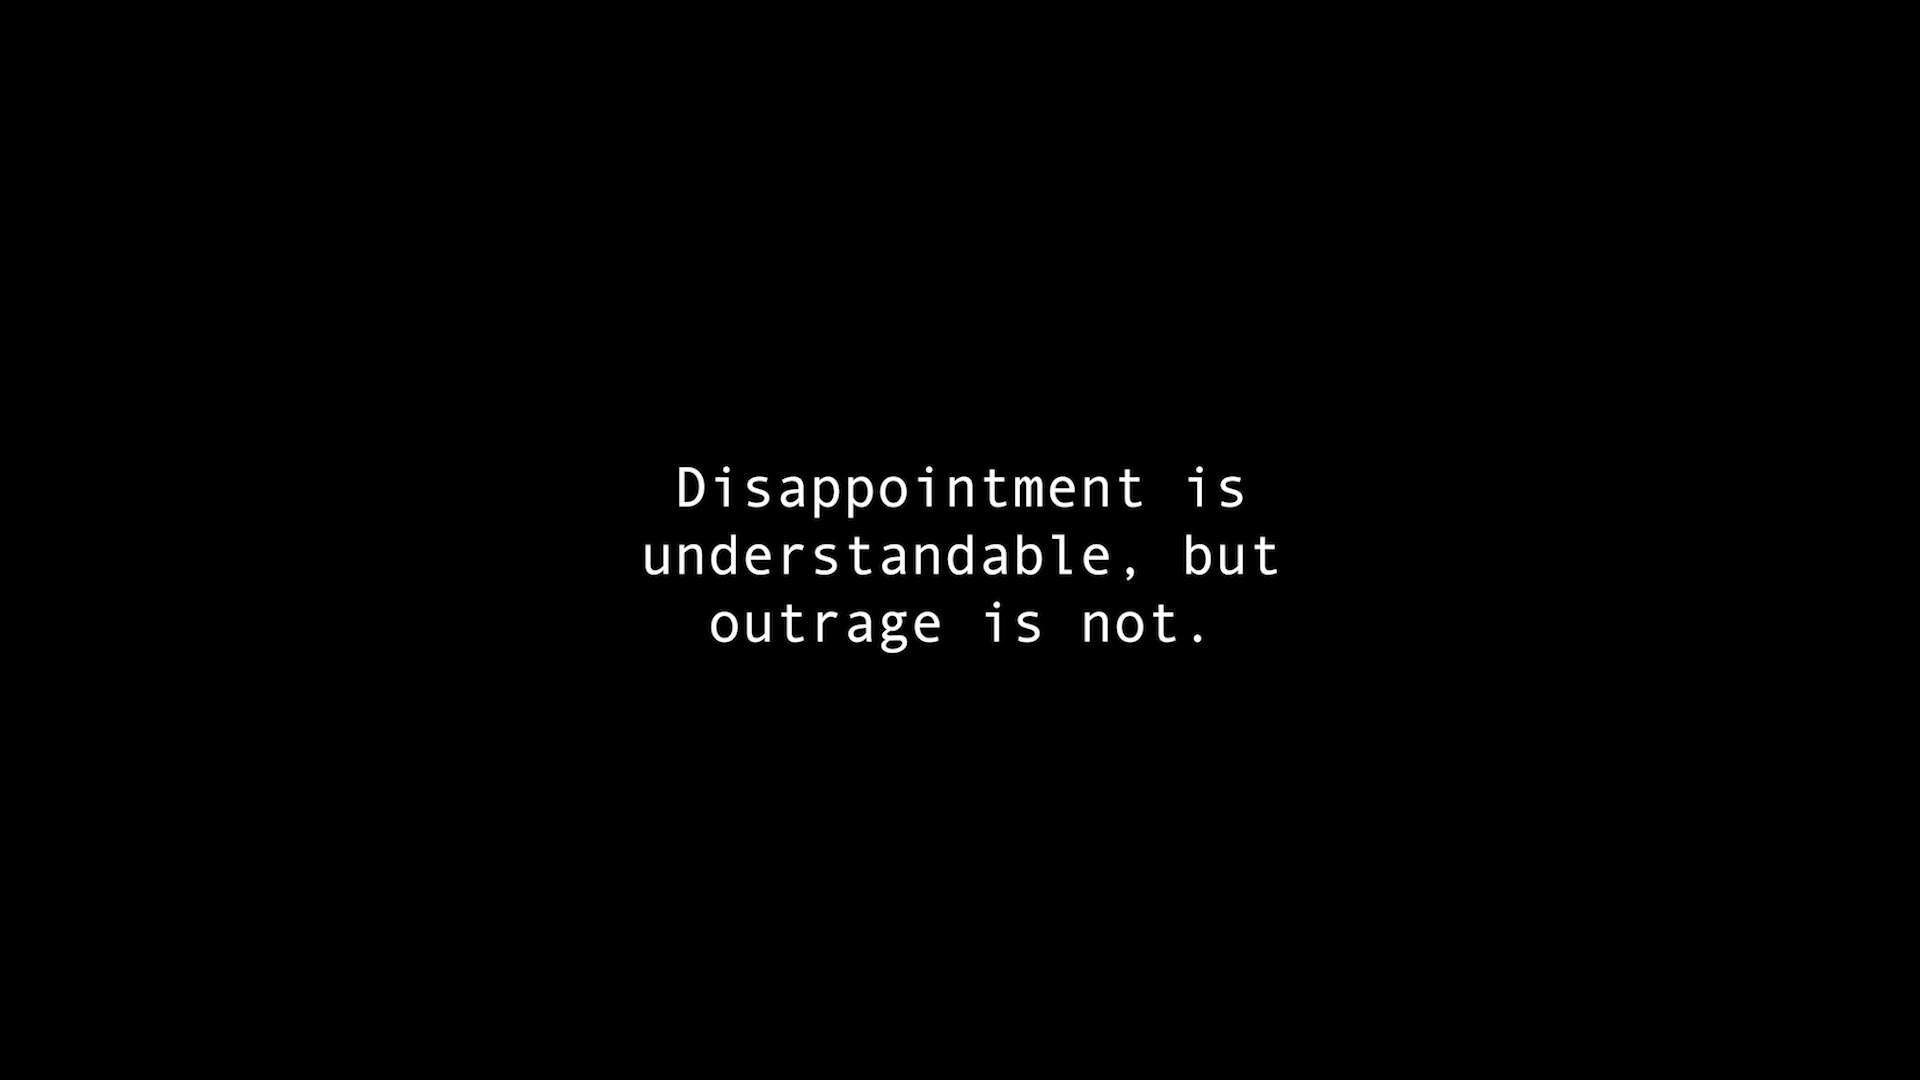 Disappointment is
understandable, but
outrage is not.